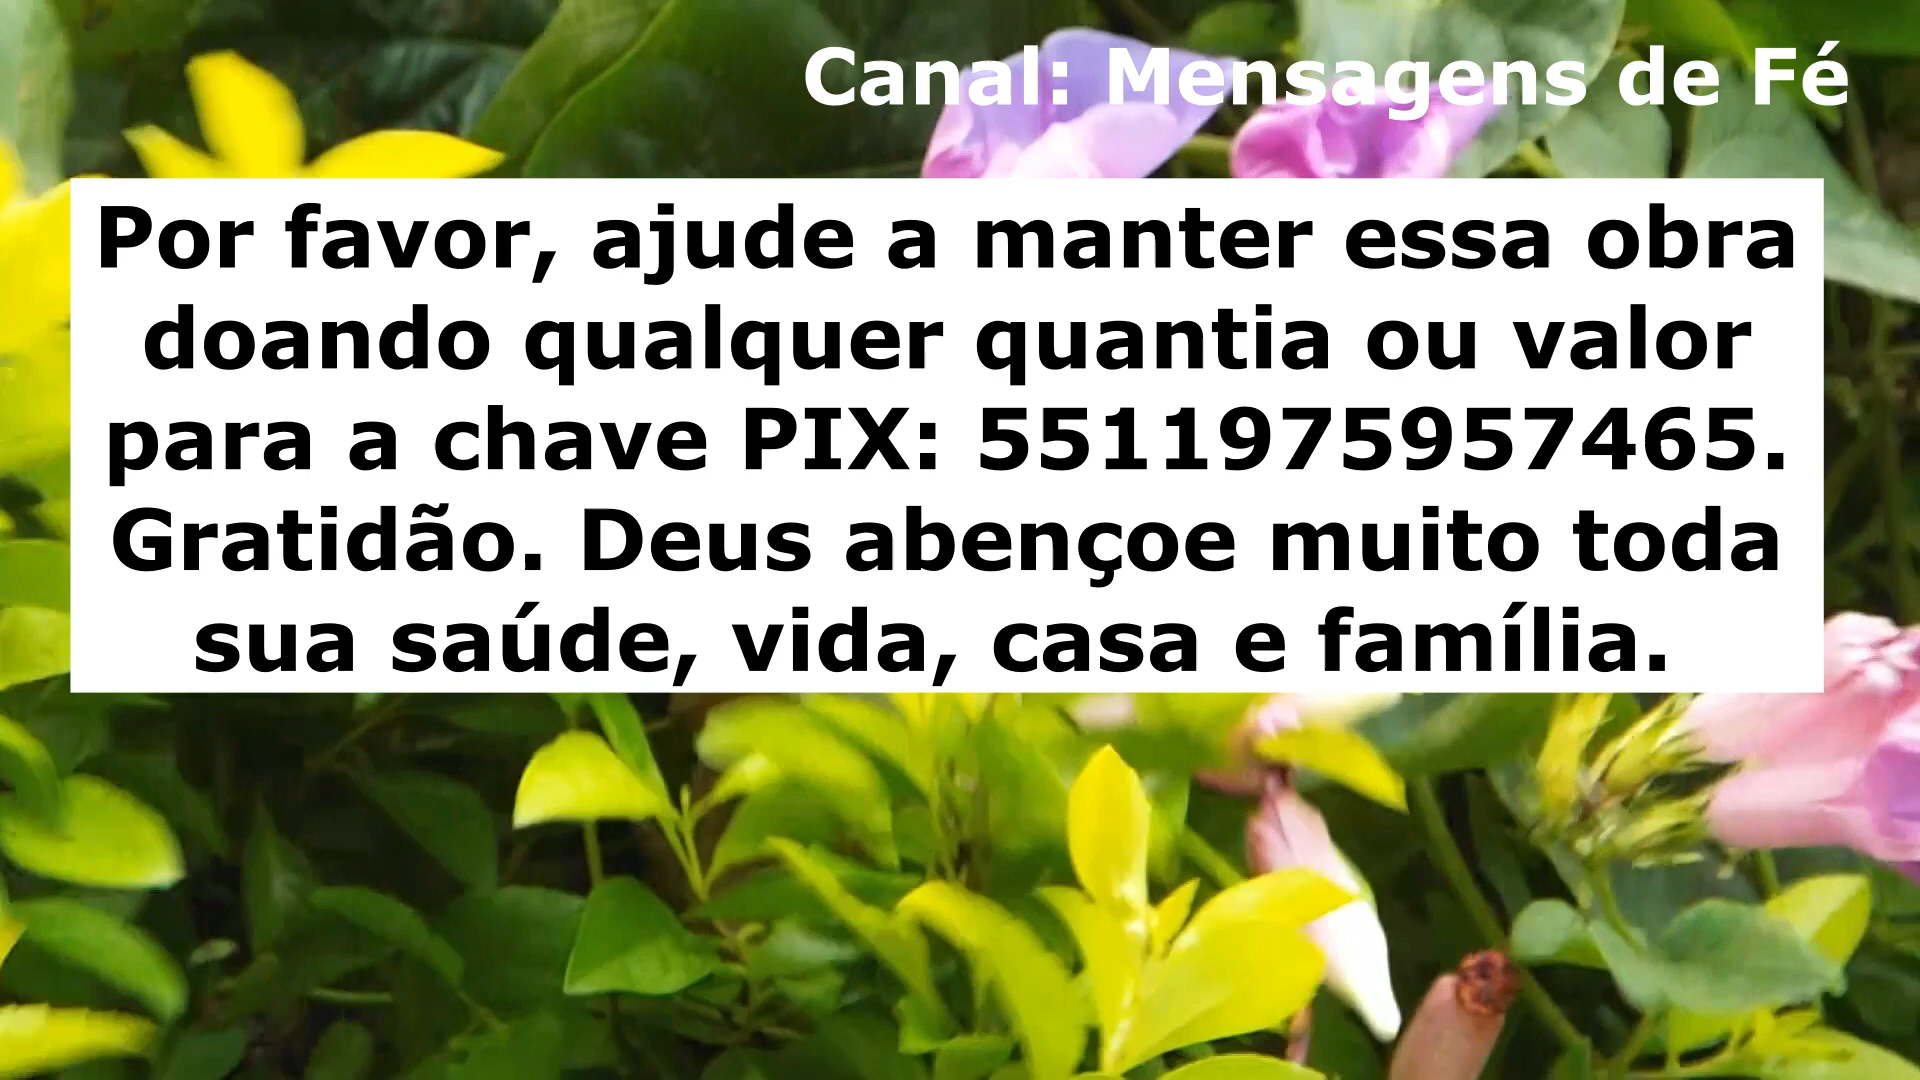 Canal: Mensagens de Fé
Por favor, ajude a manter essa obra
doando qualquer quantia ou valor
para a chave PIX: 5511975957465.
Gratidão. Deus abençoe muito toda
sua saúde, vida, casa e família.